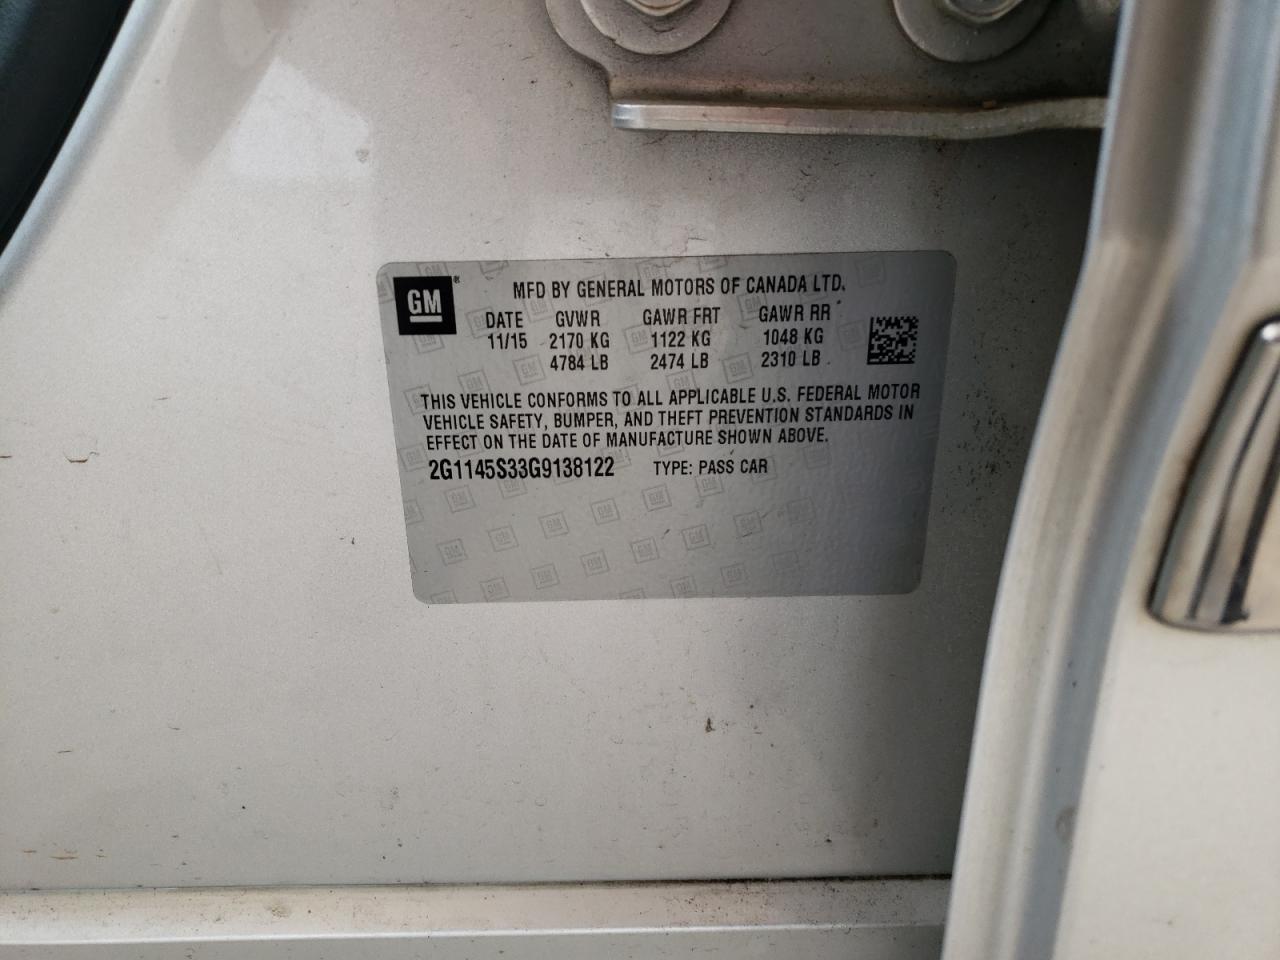 GM
MFD BY GENERAL MOTORS OF CANADA LTD.
DATE GVWR GAWR FRT GAWR RR
11/15 2170 KG 1122 KG 1048 KG
4784 LB 2474 LB 2310 LB
THIS VEHICLE CONFORMS TO ALL APPLICABLE U.S. FEDERAL MOTOR
VEHICLE SAFETY, BUMPER, AND THEFT PREVENTION STANDARDS IN
EFFECT ON THE DATE OF MANUFACTURE SHOWN ABOVE.
2G1145S33G9138122 TYPE: PASS CAR